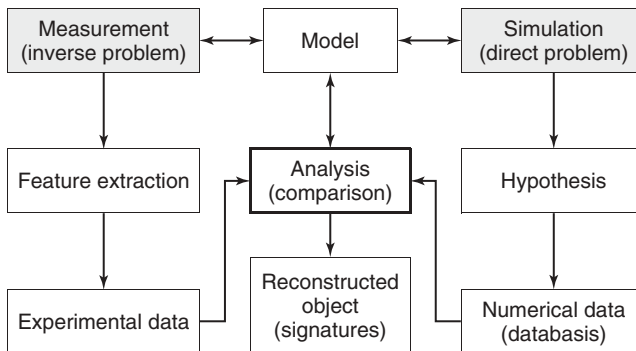 Measurement
(inverse problem)
Model
Simulation
(direct problem)
Feature extraction
Analysis
(comparison)
Hypothesis
Experimental data
Reconstructed
object
(signatures)
Numerical data
(databasis)